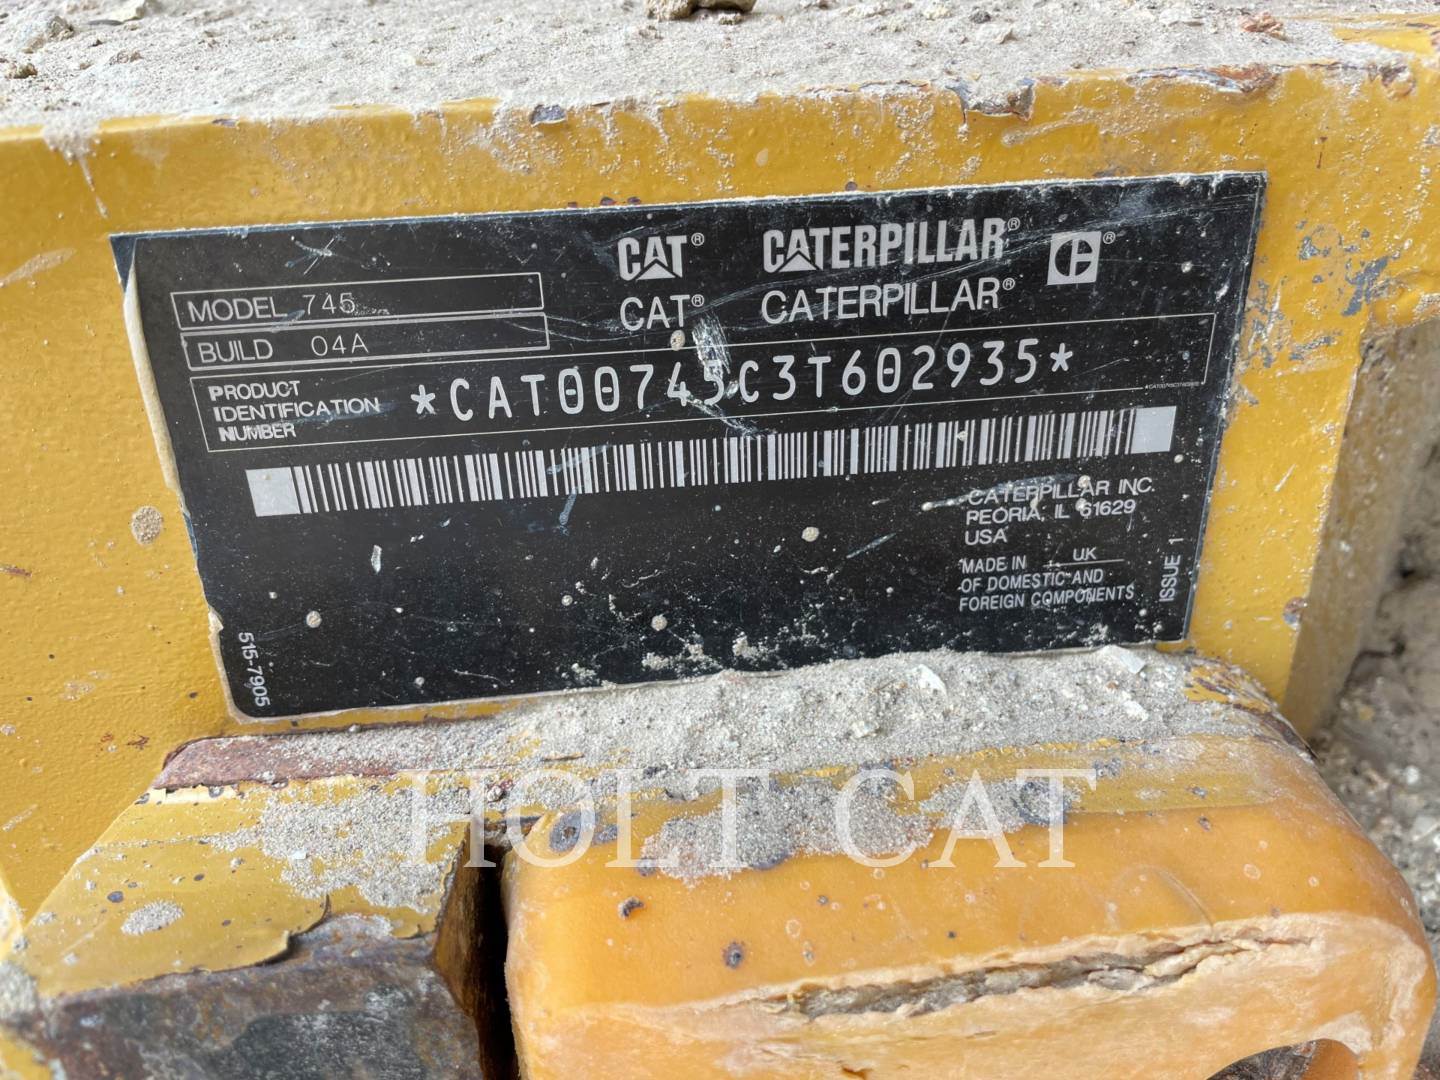 CAT® CATERPILLAR® C®
CAT® CATERPILLAR®
MODEL 745
BUILD 04A
PRODUCT IDENTIFICATION NUMBER
*CAT00745C3T602935*
CATERPILLAR INC.
PEORIA, IL 61629
USA
MADE IN UK
OF DOMESTIC AND
FOREIGN COMPONENTS
ISSUE 1
515-7905
HOLT CAT